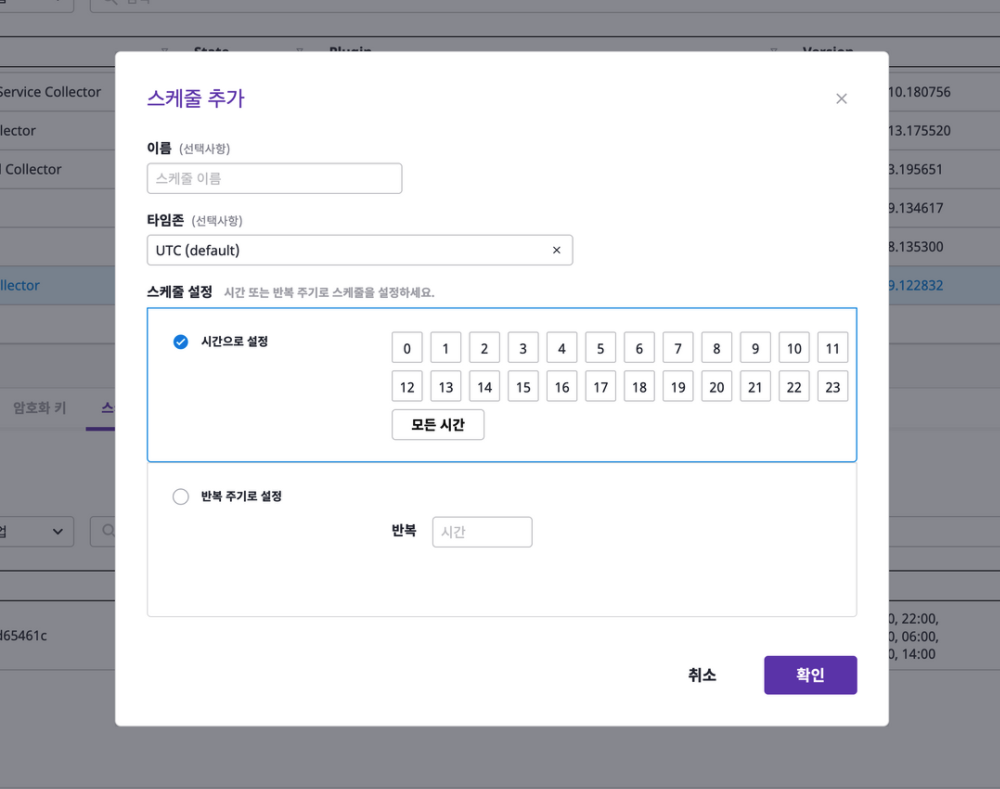 검색
State
Plugin
Version
Service Collector
10.180756
lector
13.175520
l Collector
3.195651
9.134617
8.135300
llector
9.122832
스케줄 추가
이름 (선택사항)
스케줄 이름
타임존 (선택사항)
UTC (default)
스케줄 설정 시간 또는 반복 주기로 스케줄을 설정하세요.
시간으로 설정
0 1 2 3 4 5 6 7 8 9 10 11
12 13 14 15 16 17 18 19 20 21 22 23
모든 시간
반복 주기로 설정
반복 시간
취소 확인
암호화 키 스
업
d65461c
0, 22:00,
0, 06:00,
0, 14:00